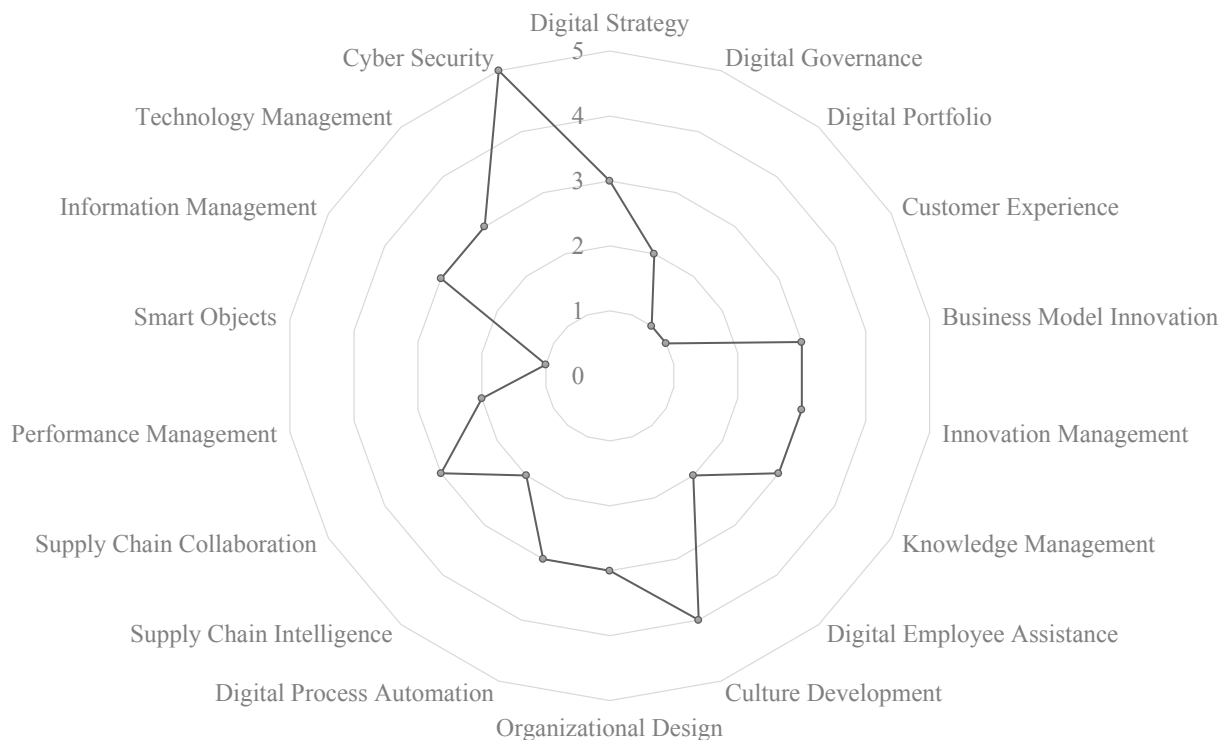 Digital Strategy
Digital Governance
Digital Portfolio
Customer Experience
Business Model Innovation
Innovation Management
Knowledge Management
Digital Employee Assistance
Culture Development
Organizational Design
Digital Process Automation
Supply Chain Intelligence
Supply Chain Collaboration
Performance Management
Smart Objects
Information Management
Technology Management
Cyber Security
5
4
3
2
1
0